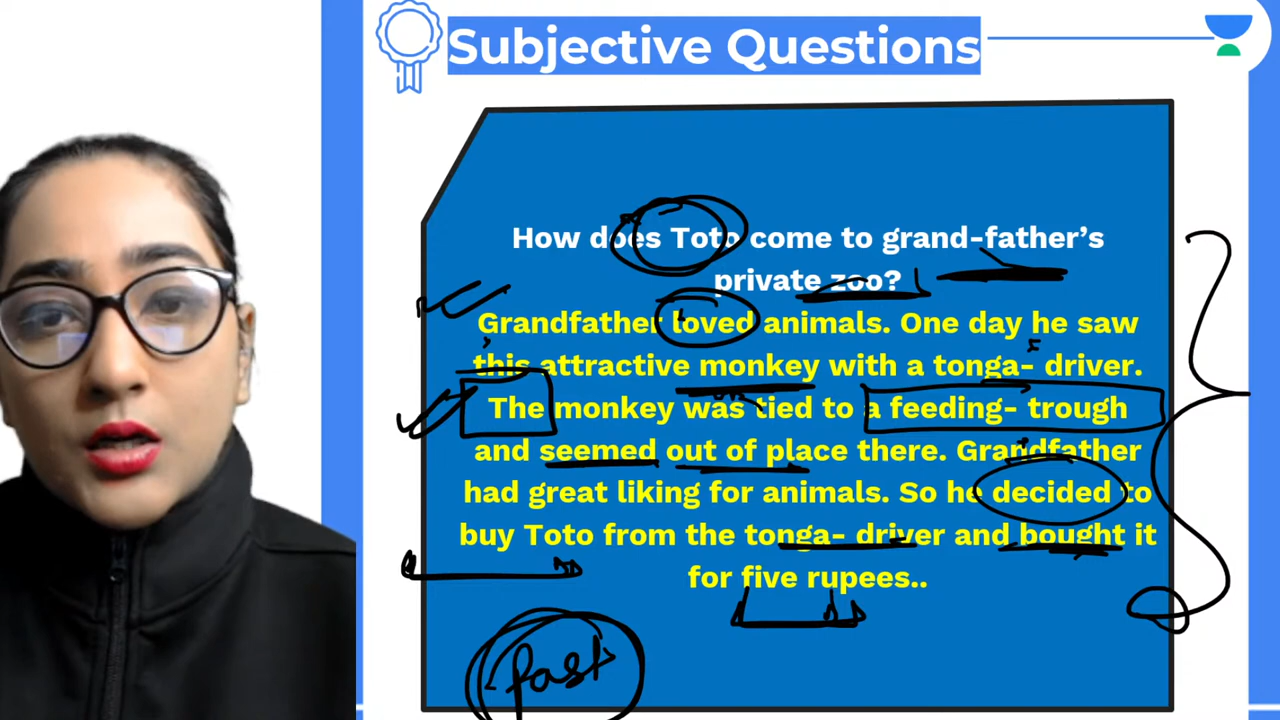 Subjective Questions
How does Toto come to grand-father's
private zoo?
Grandfather loved animals. One day he saw
this attractive monkey with a tonga- driver.
The monkey was tied to a feeding- trough
and seemed out of place there. Grandfather
had great liking for animals. So he decided to
buy Toto from the tonga- driver and bought it
for five rupees..
past